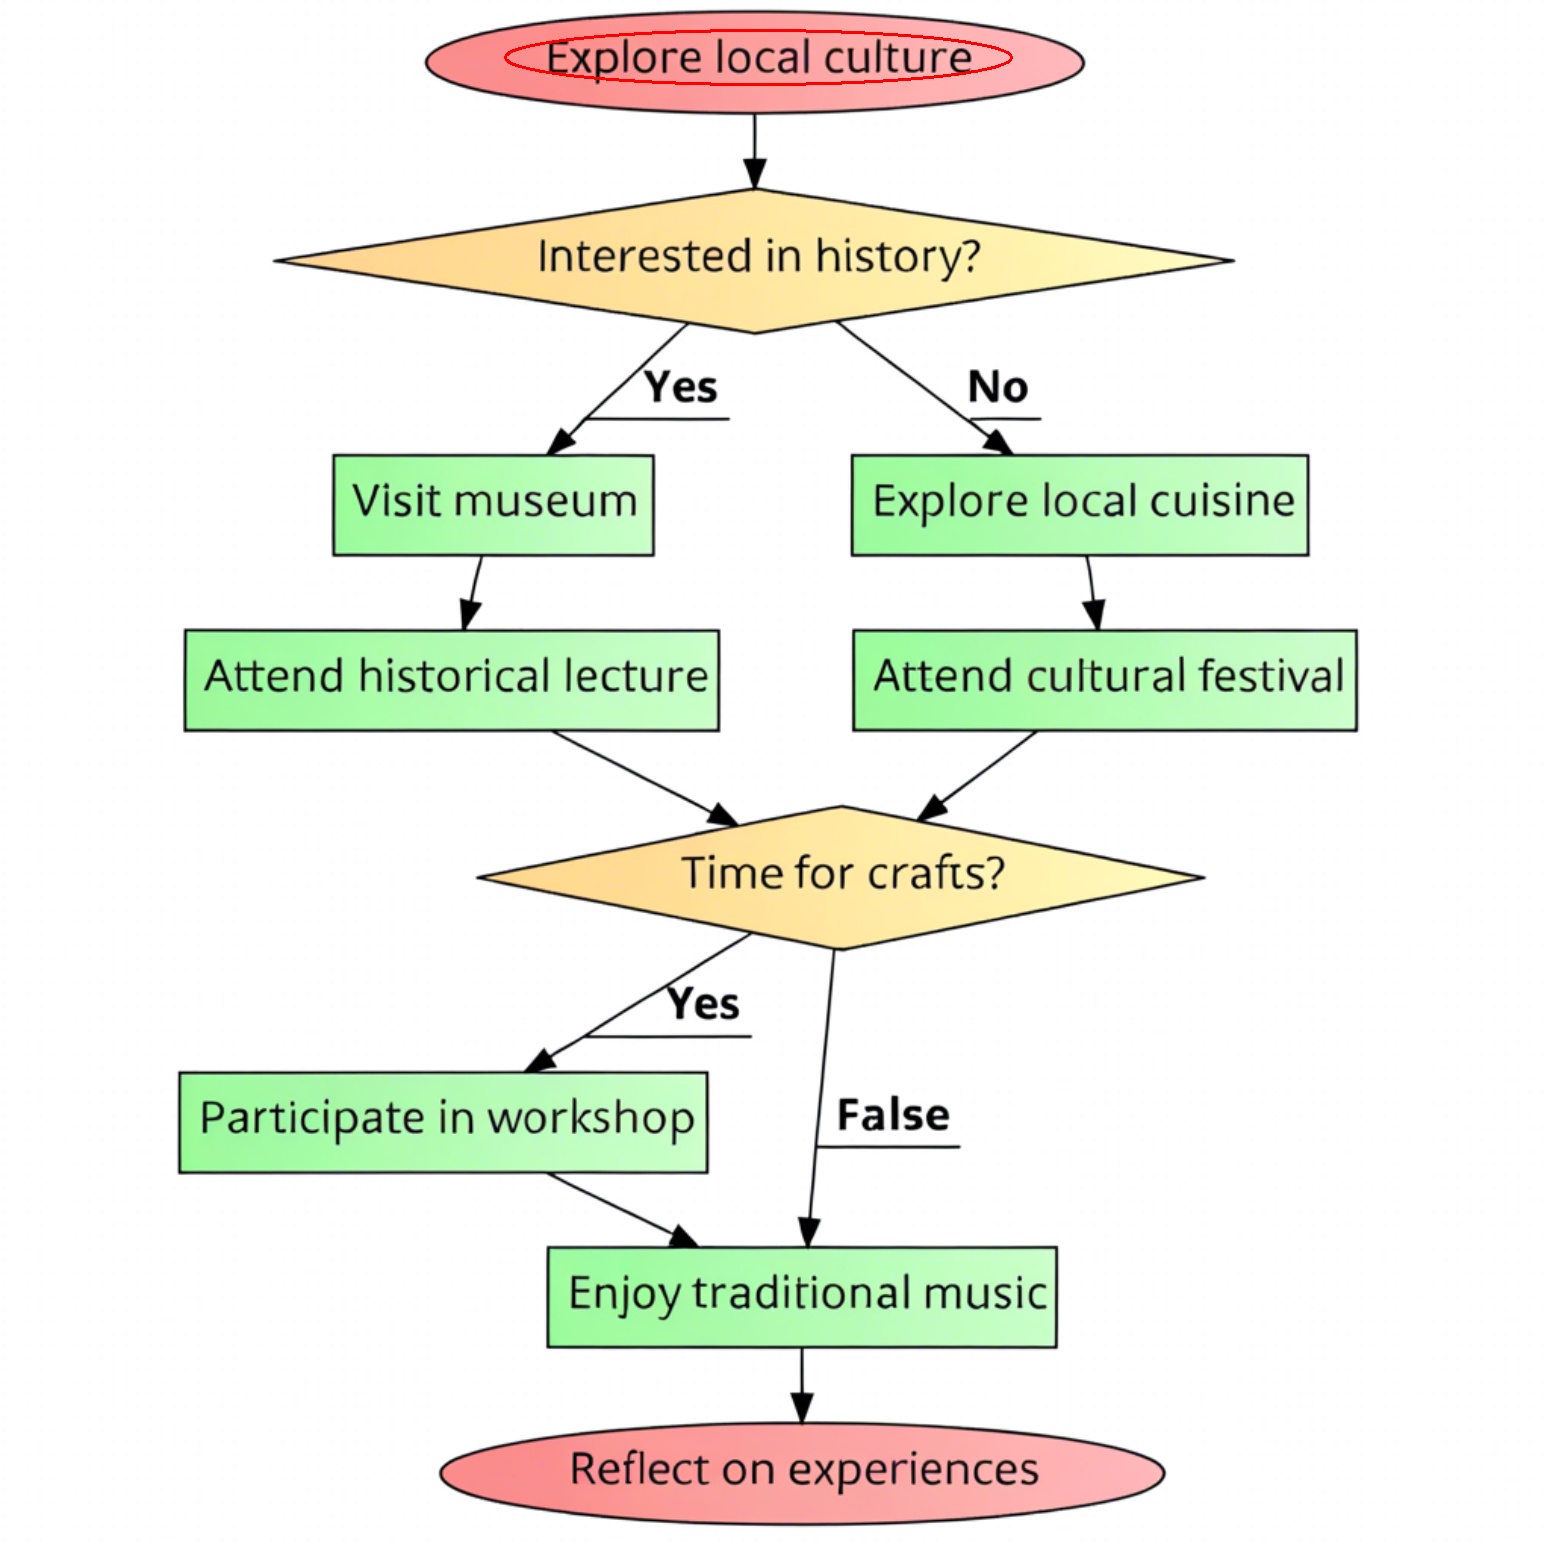 Explore local culture
Interested in history?
Yes
No
Visit museum
Explore local cuisine
Attend historical lecture
Attend cultural festival
Time for crafts?
Yes
Participate in workshop
False
Enjoy traditional music
Reflect on experiences